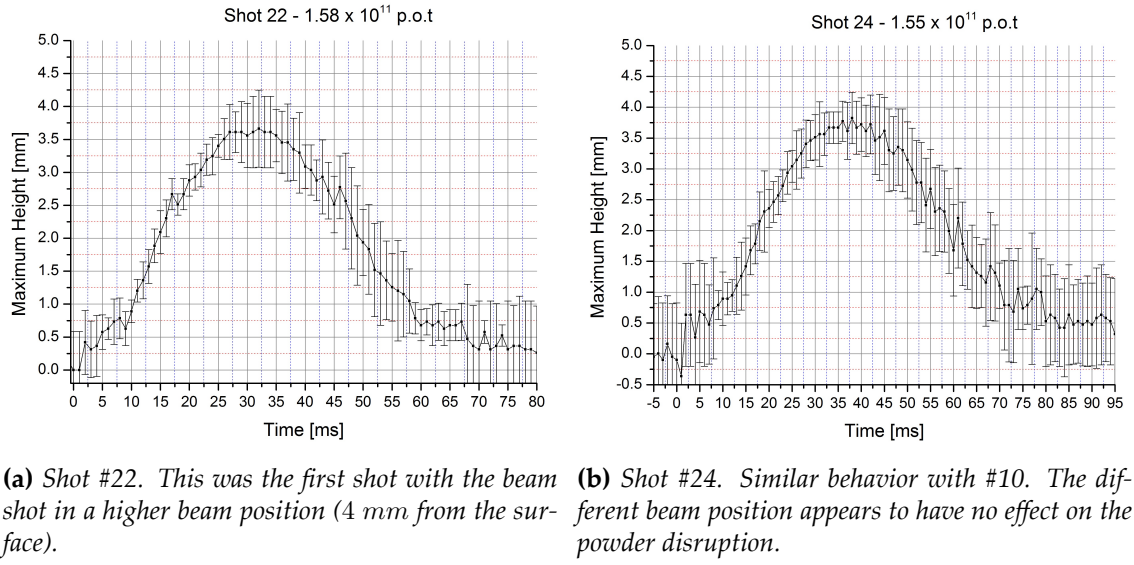 Shot 22 - 1.58 x 10¹¹ p.o.t
5.0
4.5
4.0
3.5
3.0
2.5
2.0
1.5
1.0
0.5
0.0
Maximum Height [mm]
0 5 10 15 20 25 30 35 40 45 50 55 60 65 70 75 80
Time [ms]
Shot 24 - 1.55 x 10¹¹ p.o.t
5.0
4.5
4.0
3.5
3.0
2.5
2.0
1.5
1.0
0.5
0.0
-0.5
Maximum Height [mm]
-5 0 5 10 15 20 25 30 35 40 45 50 55 60 65 70 75 80 85 90 95
Time [ms]
(a) Shot #22. This was the first shot with the beam
shot in a higher beam position (4 mm from the sur-
face).
(b) Shot #24. Similar behavior with #10. The dif-
ferent beam position appears to have no effect on the
powder disruption.